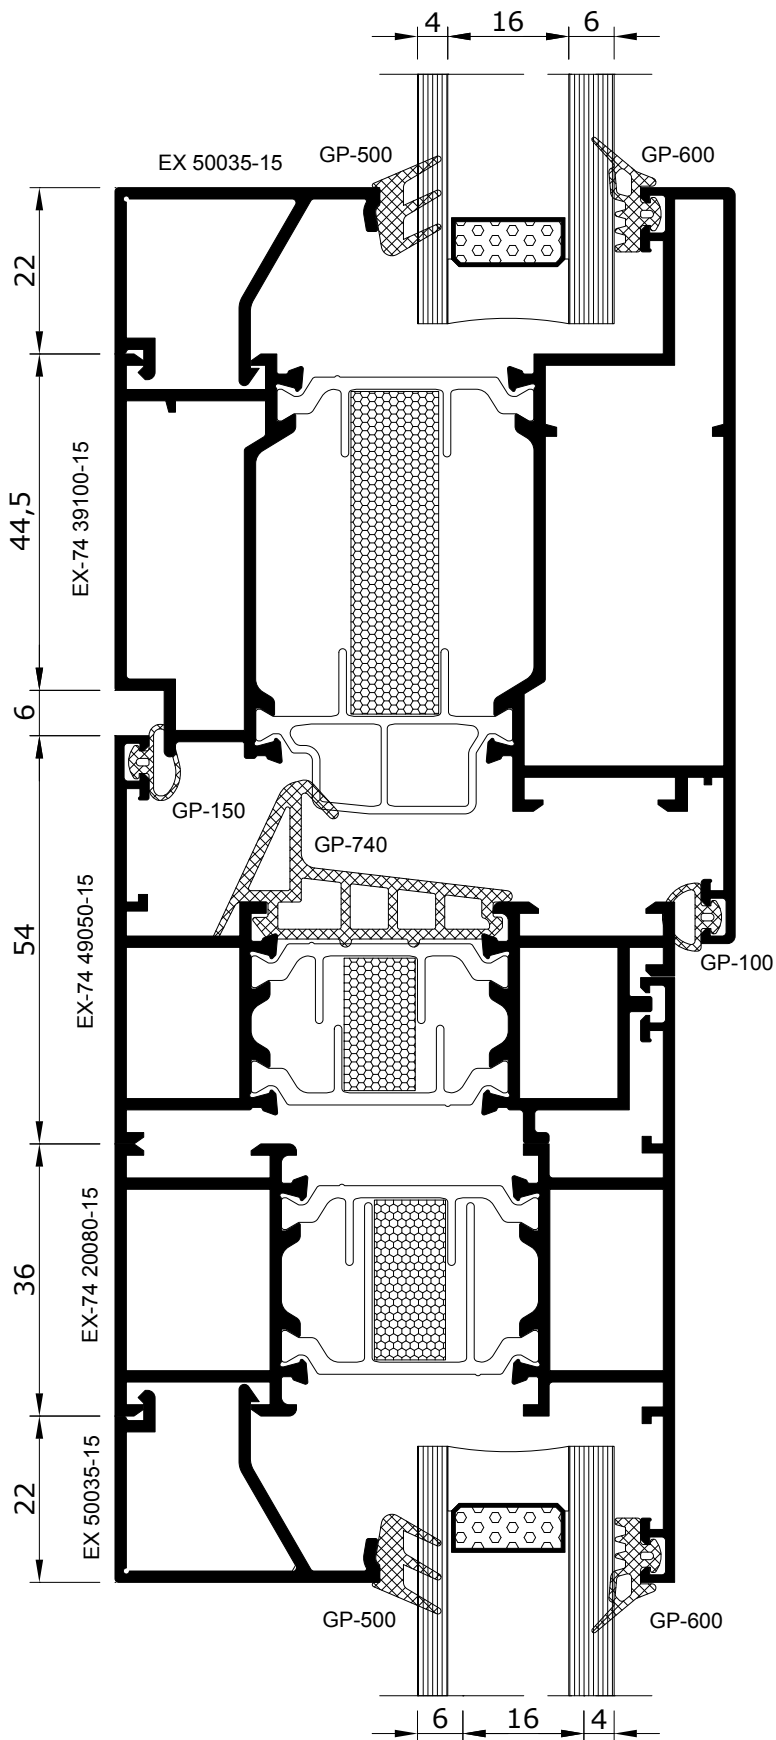 4 16 6
EX 50035-15
GP-500
GP-600
22
44,5
EX-74 39100-15
6
GP-150
GP-740
54
EX-74 49050-15
GP-100
36
EX-74 20080-15
22
EX 50035-15
GP-500
GP-600
6 16 4